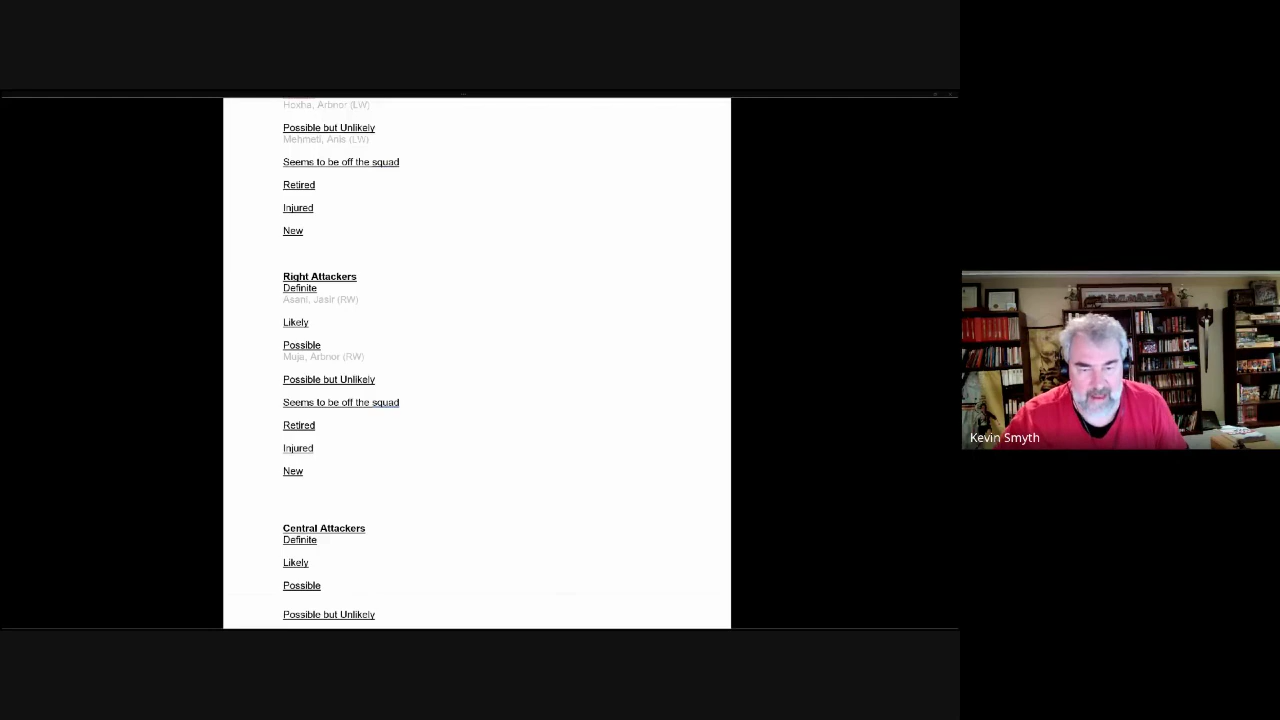 Hoxha, Arbnor (LW)
Possible but Unlikely
Mehmeti, Anis (LW)
Seems to be off the squad
Retired
Injured
New
Right Attackers
Definite
Asani, Jasir (RW)
Likely
Possible
Muja, Arbnor (RW)
Possible but Unlikely
Seems to be off the squad
Retired
Injured
New
Central Attackers
Definite
Likely
Possible
Possible but Unlikely
Kevin Smyth